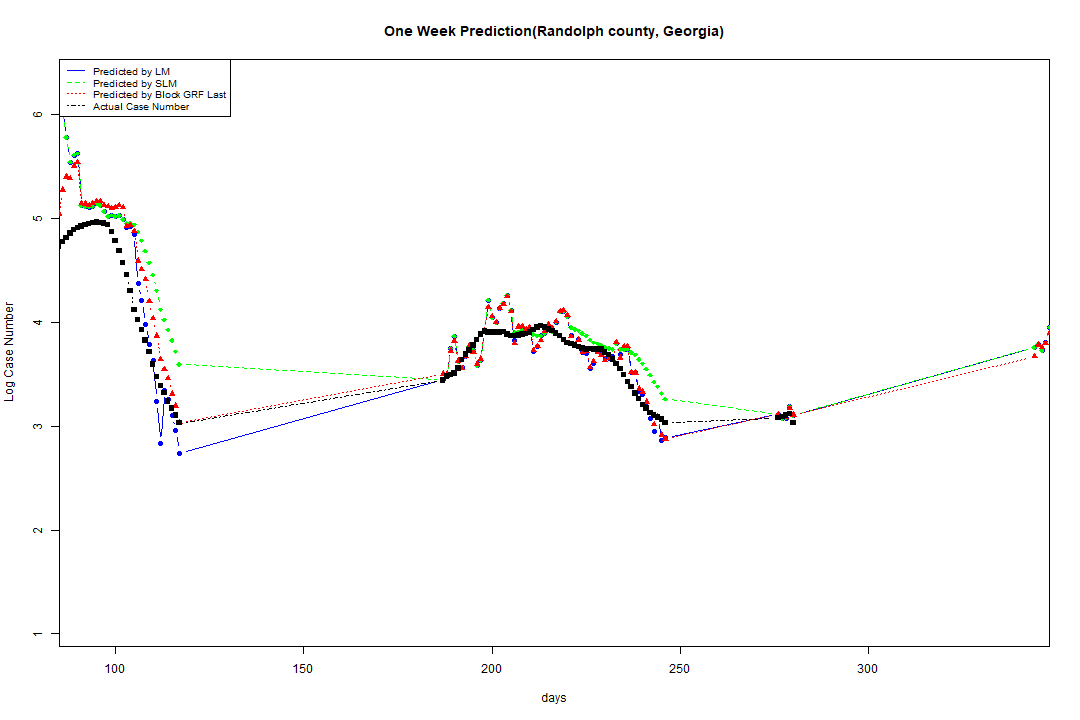 One Week Prediction(Randolph county, Georgia)
Predicted by LM
Predicted by SLM
Predicted by Block GRF Last
Actual Case Number
6
5
4
3
2
1
Log Case Number
100 150 200 250 300
days